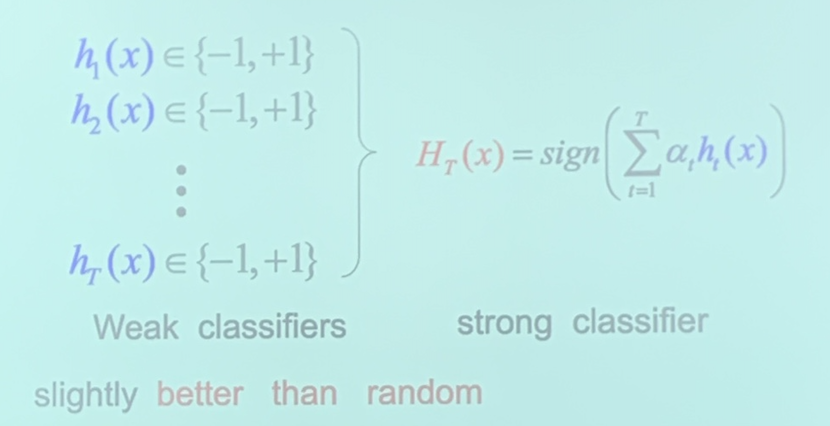 h₁(x) ∈ {−1,+1}
h₂(x) ∈ {−1,+1}
⋮
h_T(x) ∈ {−1,+1}
H_T(x) = sign(∑_{t=1}^{T} α_t h_t(x))
Weak classifiers
strong classifier
slightly better than random